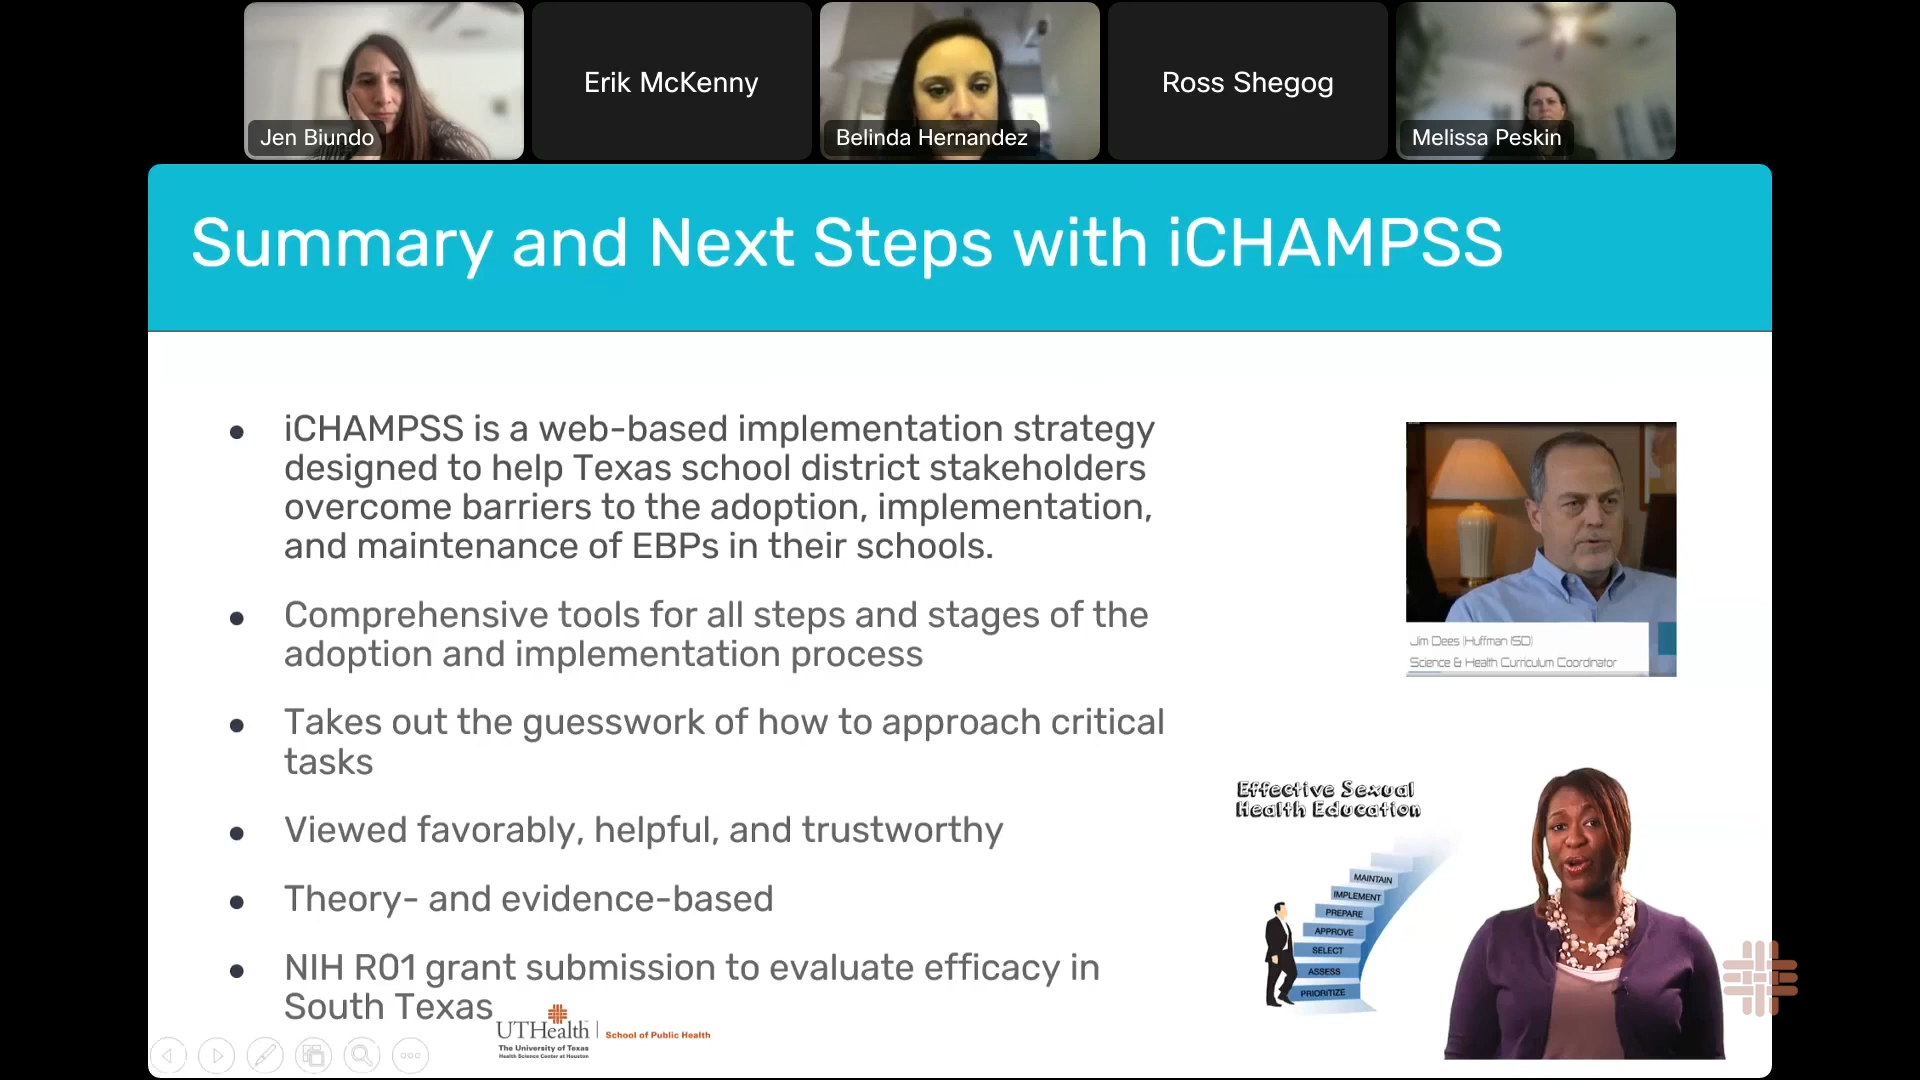 Jen Biundo
Erik McKenny
Belinda Hernandez
Ross Shegog
Melissa Peskin
Summary and Next Steps with iCHAMPSS
iCHAMPSS is a web-based implementation strategy
designed to help Texas school district stakeholders
overcome barriers to the adoption, implementation,
and maintenance of EBPs in their schools.
Comprehensive tools for all steps and stages of the
adoption and implementation process
Takes out the guesswork of how to approach critical
tasks
Viewed favorably, helpful, and trustworthy
Theory- and evidence-based
NIH R01 grant submission to evaluate efficacy in
South Texas
Jim Dees (Huffman ISD)
Science & Health Curriculum Coordinator
Effective Sexual
Health Education
MAINTAIN
IMPLEMENT
PREPARE
APPROVE
SELECT
ASSESS
PRIORITIZE
UTHealth
The University of Texas
Health Science Center at Houston
School of Public Health